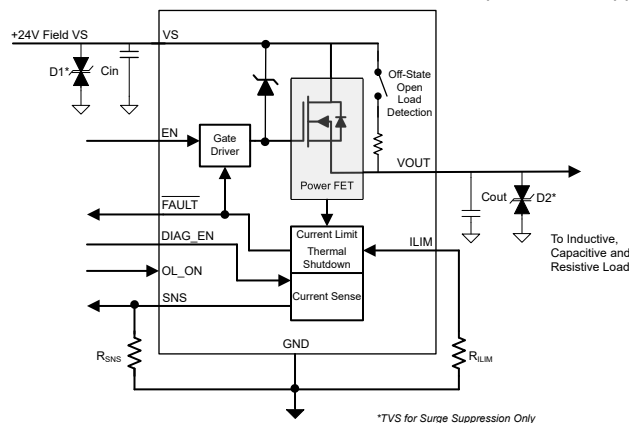 +24V Field VS
VS
D1*
Cin
Off-State
Open
Load
Detection
EN
Gate
Driver
VOUT
Power FET
FAULT
Cout
D2*
DIAG_EN
Current Limit
Thermal
Shutdown
ILIM
To Inductive,
Capacitive and
Resistive Load
OL_ON
SNS
Current Sense
GND
RSNS
RILIM
*TVS for Surge Suppression Only